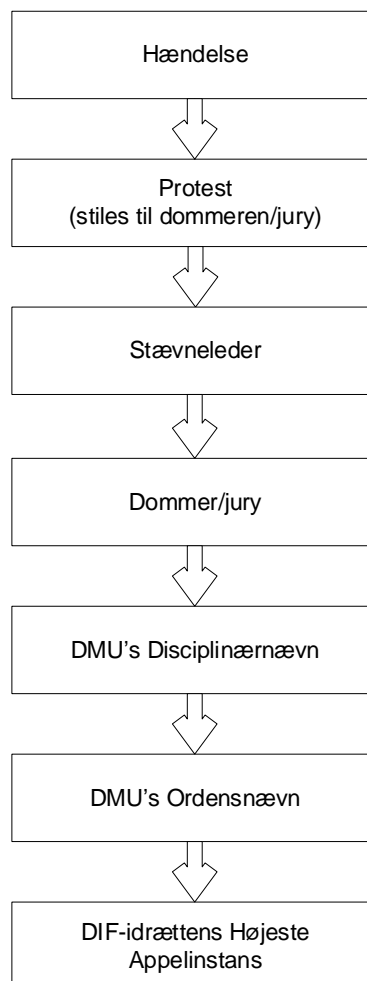 Hændelse
Protest
(stiles til dommeren/jury)
Stævneleder
Dommer/jury
DMU's Disciplinærnævn
DMU's Ordensnævn
DIF-idrættens Højeste
Appelinstans